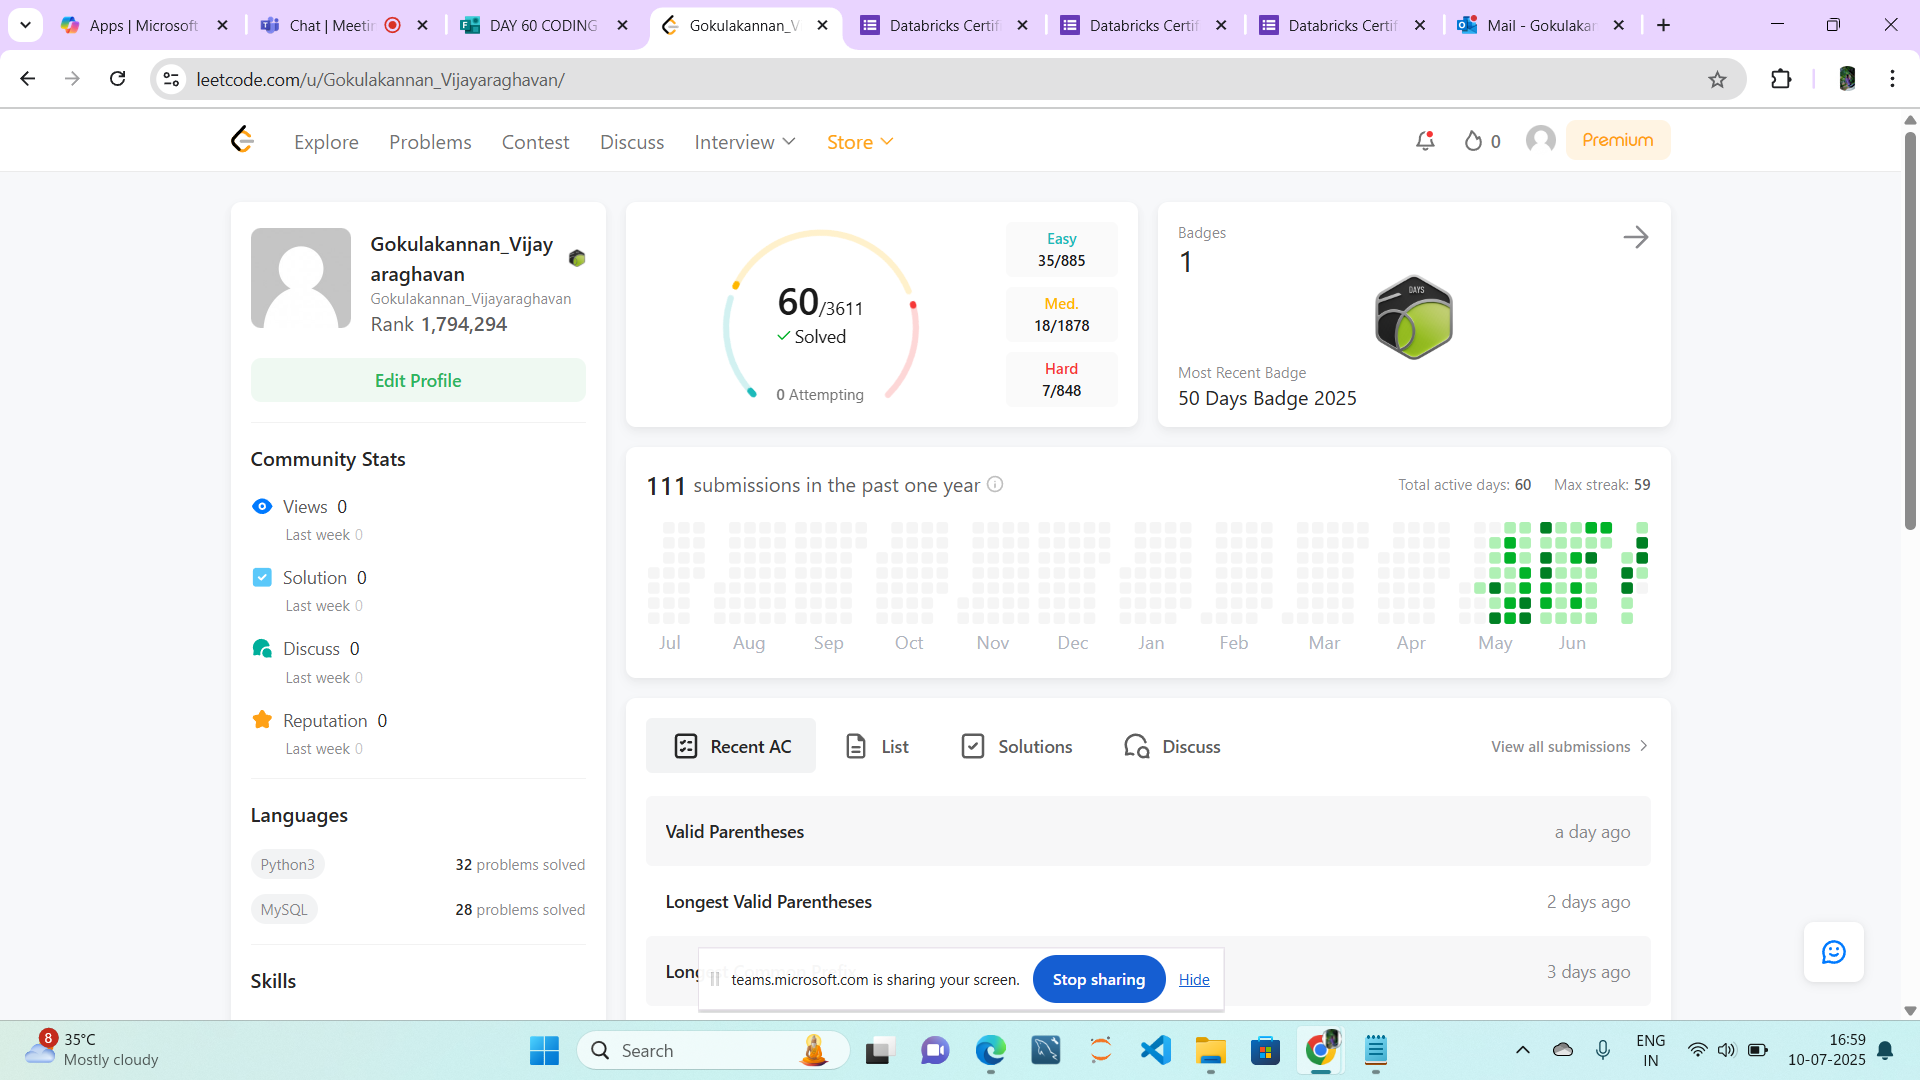 Apps | Microsoft
Chat | Meetin
DAY 60 CODING
Gokulakannan_V
Databricks Certif
Databricks Certif
Databricks Certif
Mail - Gokulakan
leetcode.com/u/Gokulakannan_Vijayaraghavan/
Explore
Problems
Contest
Discuss
Interview
Store
0
Premium
Gokulakannan_Vijay
araghavan
Gokulakannan_Vijayaraghavan
Rank 1,794,294
Edit Profile
Community Stats
Views 0
Last week 0
Solution 0
Last week 0
Discuss 0
Last week 0
Reputation 0
Last week 0
Languages
Python3 32 problems solved
MySQL 28 problems solved
Skills
60/3611
Solved
0 Attempting
Easy
35/885
Med.
18/1878
Hard
7/848
Badges
1
DAYS
Most Recent Badge
50 Days Badge 2025
111 submissions in the past one year
Total active days: 60 Max streak: 59
Jul Aug Sep Oct Nov Dec Jan Feb Mar Apr May Jun
Recent AC
List
Solutions
Discuss
View all submissions
Valid Parentheses a day ago
Longest Valid Parentheses 2 days ago
3 days ago
teams.microsoft.com is sharing your screen.
Stop sharing
Hide
8
35°C
Mostly cloudy
Search
ENG
IN
16:59
10-07-2025